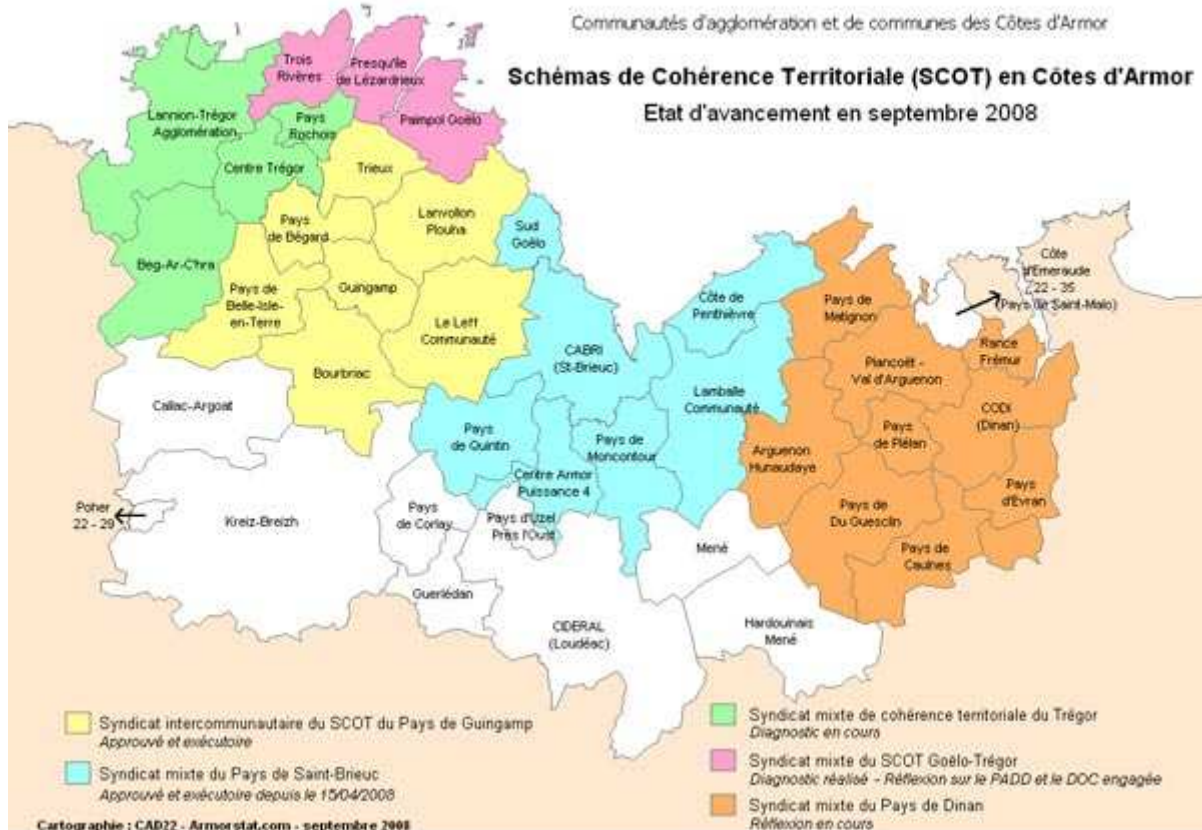 Communautés d'agglomération et de communes des Côtes d'Armor
Schémas de Cohérence Territoriale (SCOT) en Côtes d'Armor
Etat d'avancement en septembre 2008
Trois
Rivères
Presqu'île
de Lézardrieux
Paimpol Goëlo
Lannion-Trégor
Agglomération
Pays
Rochois
Centre Trégor
Beg-Ar-C'hra
Trieux
Lanvollon
Plouha
Pays
de Bégard
Guingamp
Pays de
Belle-Isle-
en-Terre
Le Leff
Communauté
Bourbriac
Sud
Goëlo
CABRI
(St-Brieuc)
Côte de
Penthièvre
Lamballe
Communauté
Pays
de Quintin
Pays de
Moncontour
Centre Armor
Puissance 4
Côte
d'Emeraude
22 - 35
(Pays de Saint-Malo)
Pays de
Matignon
Rance
Frémur
Plancoët -
Val d'Arguenon
CODI
(Dinan)
Pays
de Plélan
Arguenon
Hunaudaye
Pays
d'Evran
Pays de
Du Guesclin
Pays de
Caulnes
Callac-Argoat
Poher
22 - 29
Kreiz-Breizh
Pays
de Corlay
Pays d'Uzel
Près l'Oust
Guerlédan
CIDERAL
(Loudéac)
Mené
Hardouinais
Mené
Syndicat intercommunautaire du SCOT du Pays de Guingamp
Approuvé et exécutoire
Syndicat mixte du Pays de Saint-Brieuc
Approuvé et exécutoire depuis le 15/04/2008
Syndicat mixte de cohérence territoriale du Trégor
Diagnostic en cours
Syndicat mixte du SCOT Goëlo-Trégor
Diagnostic réalisé - Réflexion sur le PADD et le DOC engagée
Syndicat mixte du Pays de Dinan
Réflexion en cours
Cartographie : CAD22 - Armorstat.com - septembre 2008